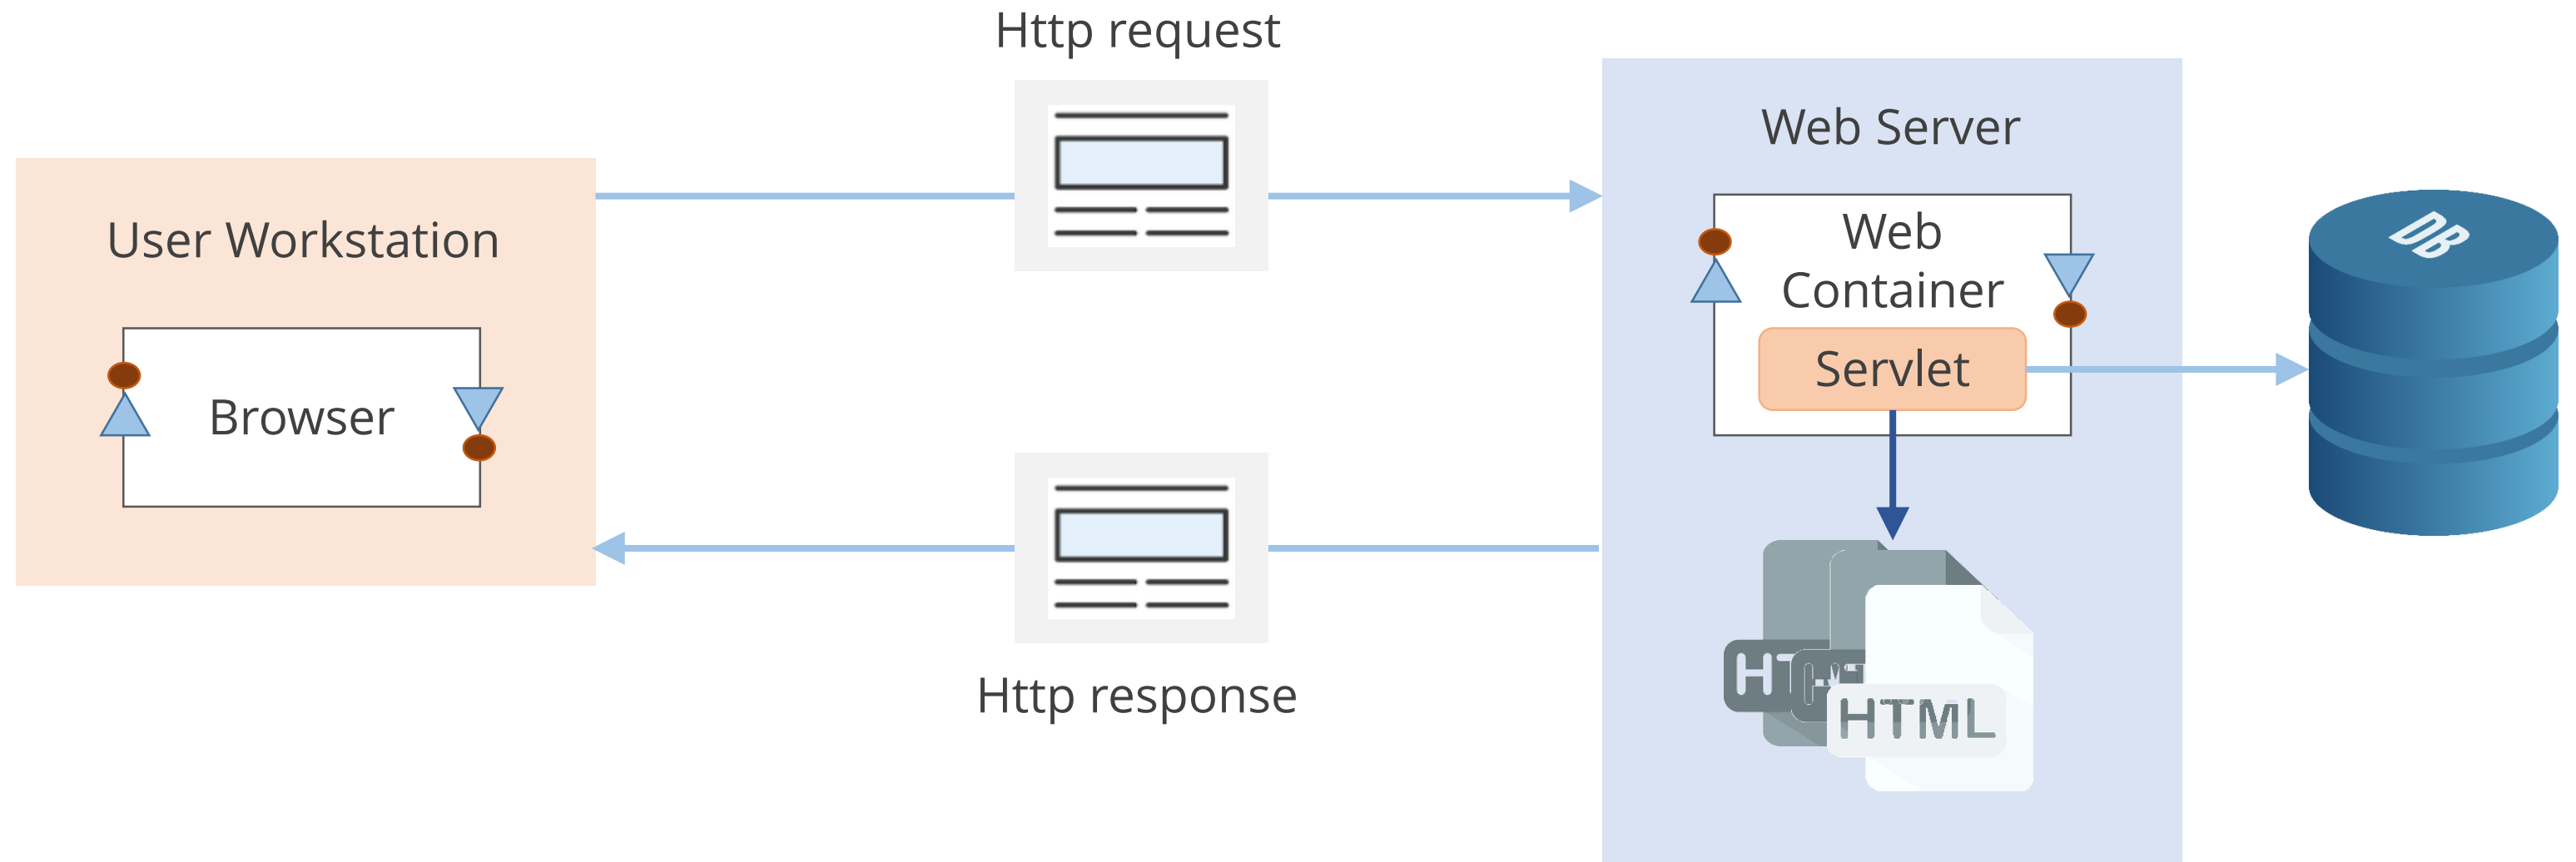 Http request
User Workstation
Browser
Http response
Web Server
Web
Container
Servlet
HTML
DB